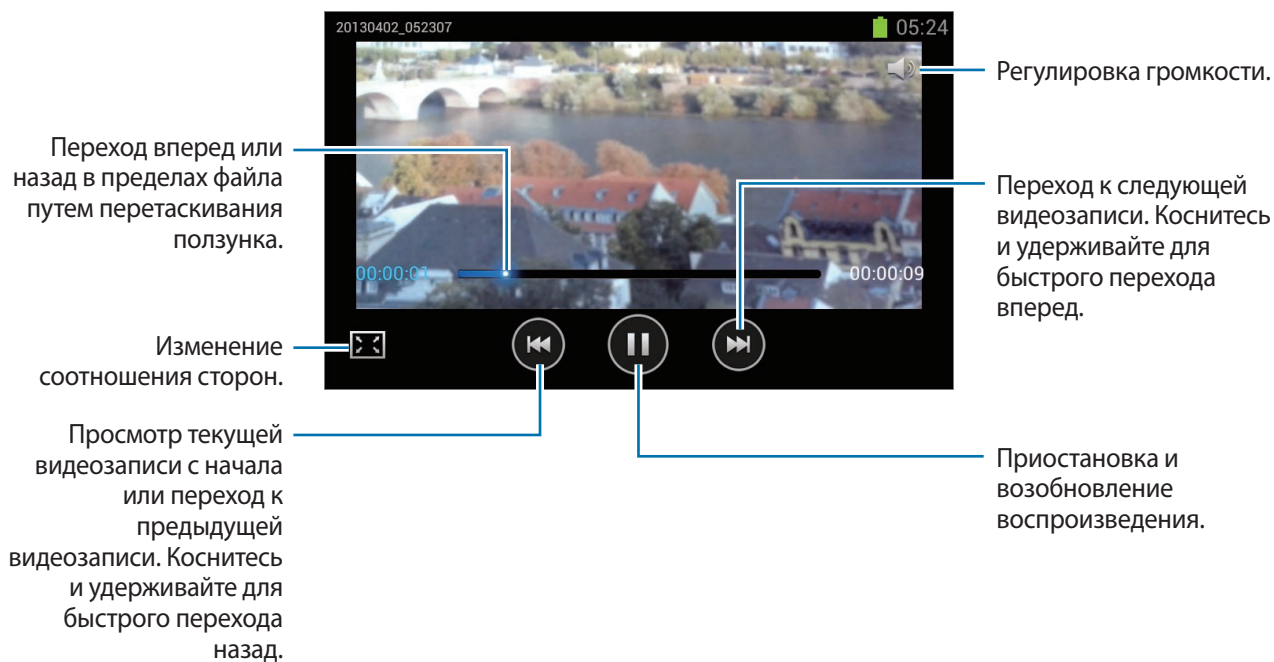 20130402_052307
05:24
Регулировка громкости.
Переход вперед или
назад в пределах файла
путем перетаскивания
ползунка.
Переход к следующей
видеозаписи. Коснитесь
и удерживайте для
быстрого перехода
вперед.
00:00:01
00:00:09
Изменение
соотношения сторон.
Просмотр текущей
видеозаписи с начала
или переход к
предыдущей
видеозаписи. Коснитесь
и удерживайте для
быстрого перехода
назад.
Приостановка и
возобновление
воспроизведения.